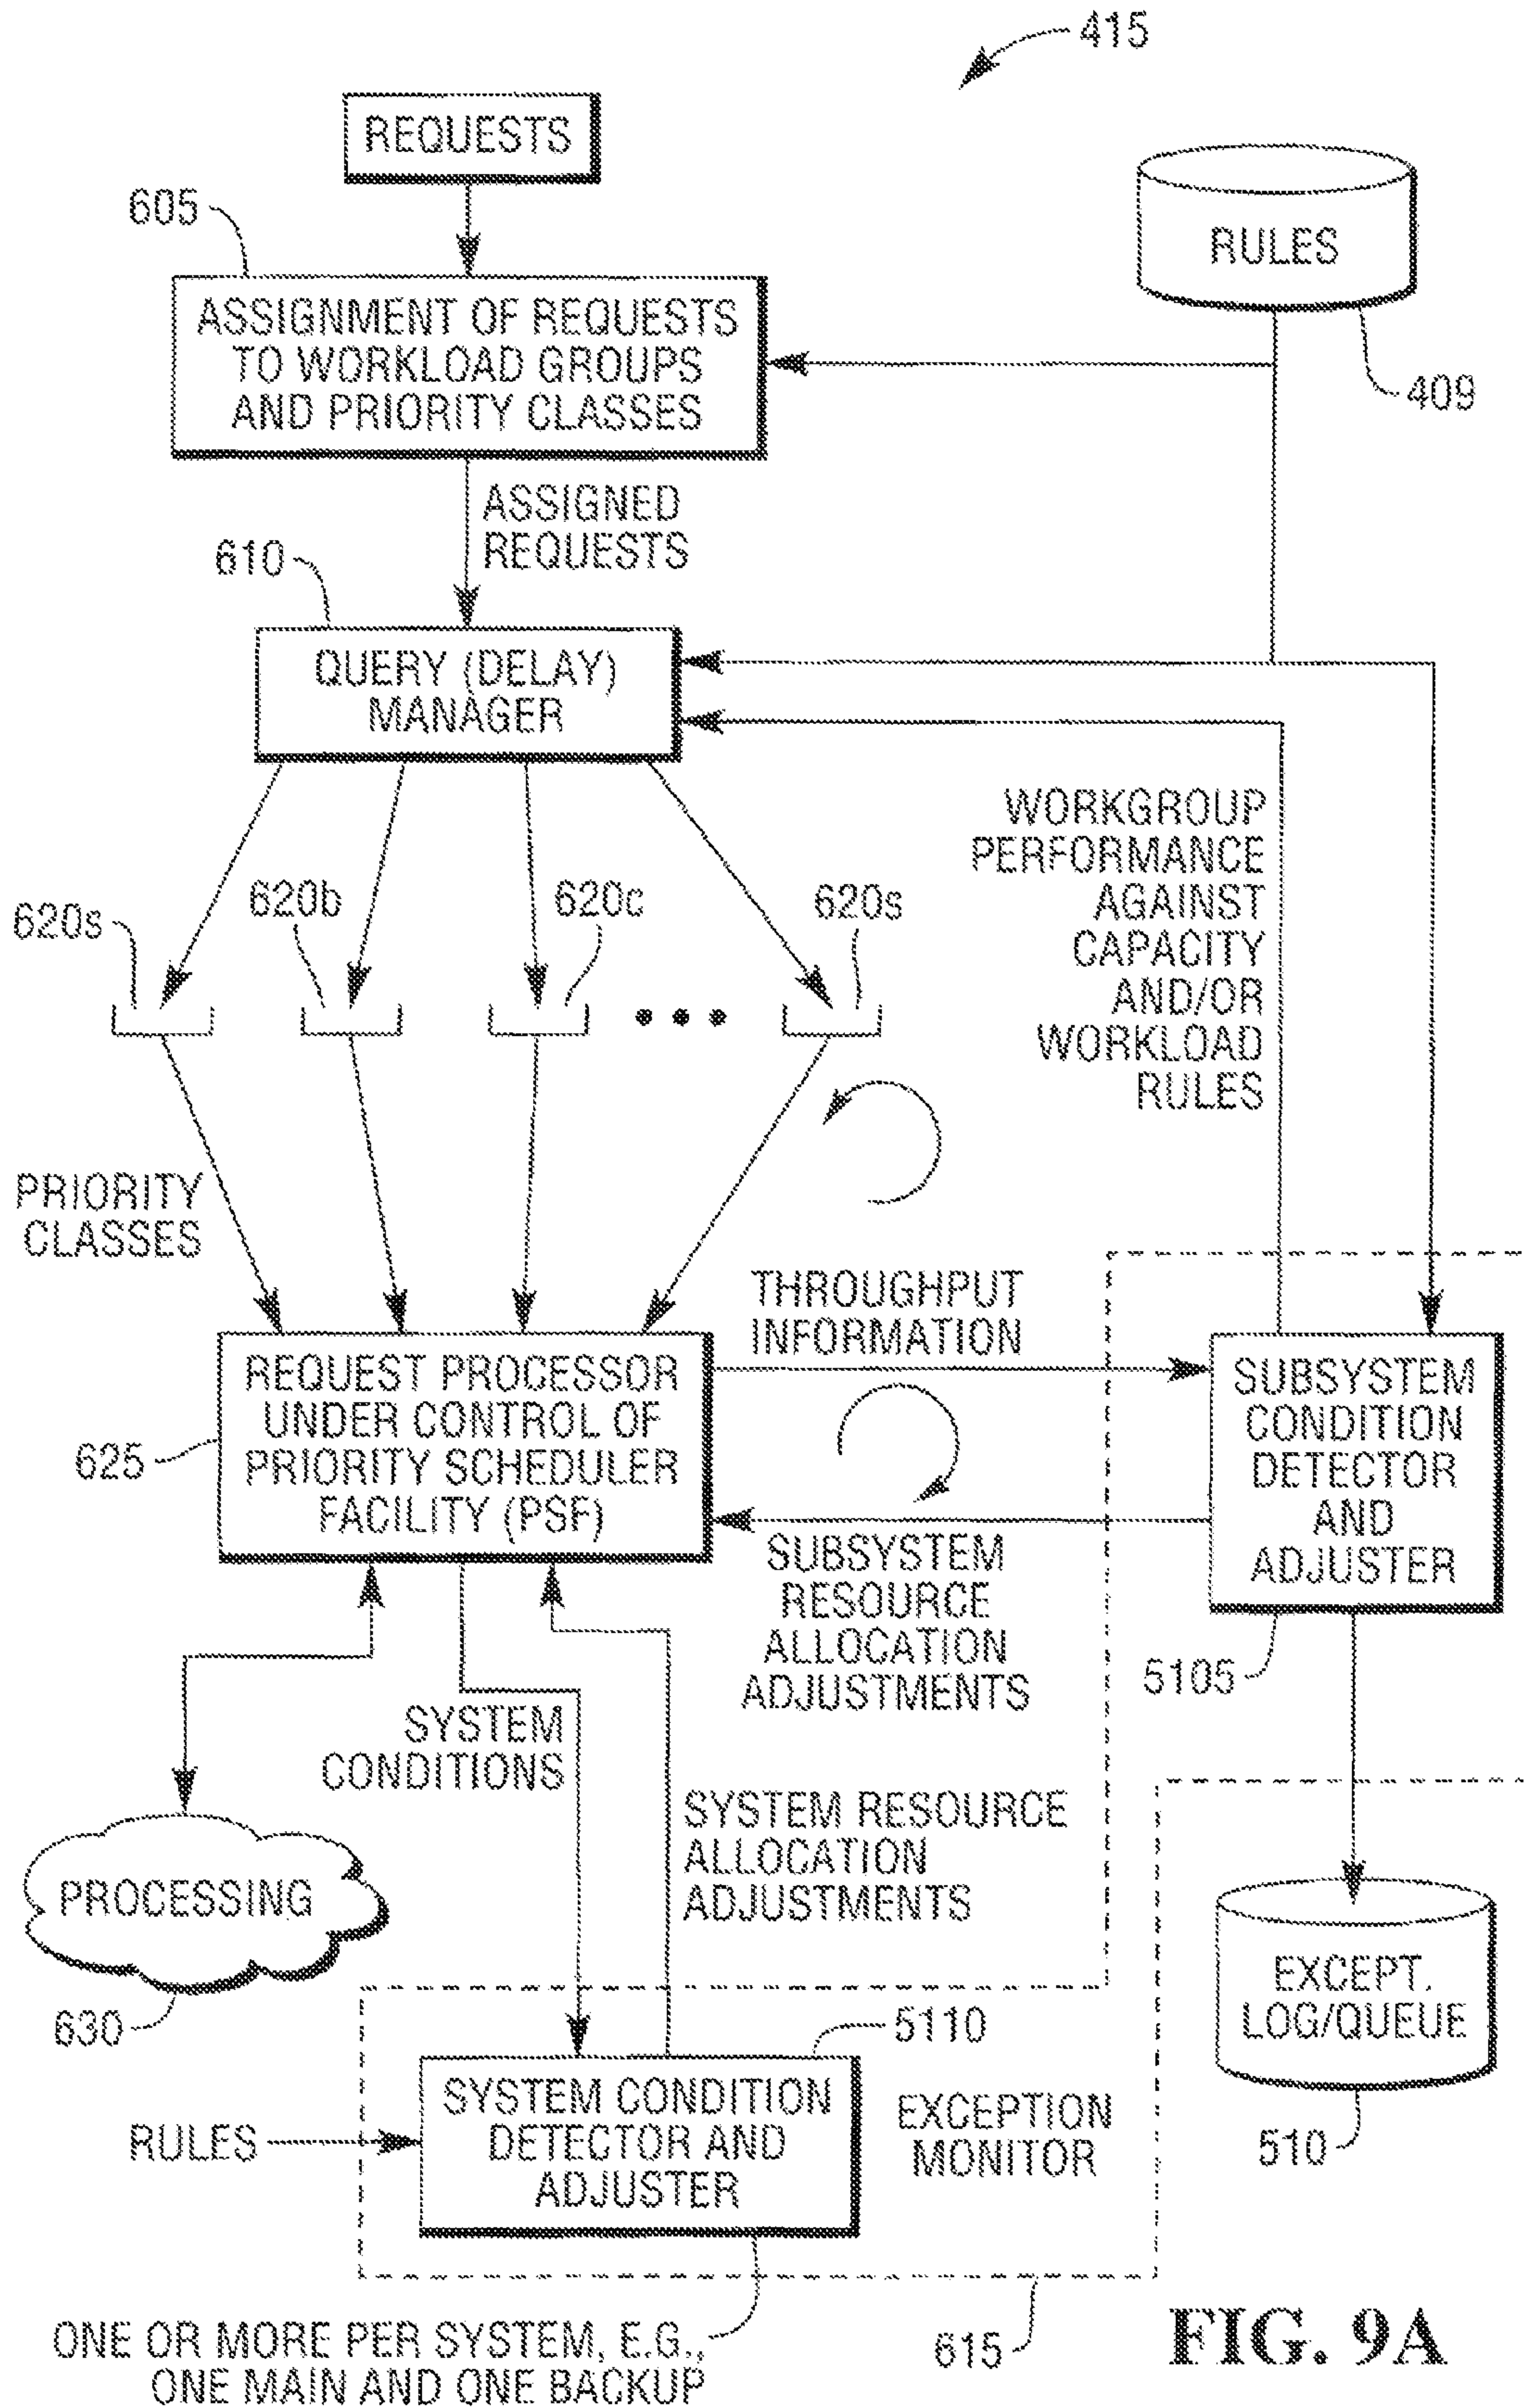 415
REQUESTS
605
RULES
ASSIGNMENT OF REQUESTS
TO WORKLOAD GROUPS
AND PRIORITY CLASSES
409
ASSIGNED
REQUESTS
610
QUERY (DELAY)
MANAGER
WORKGROUP
PERFORMANCE
AGAINST
CAPACITY
AND/OR
WORKLOAD
RULES
620s
620b
620c
620s
PRIORITY
CLASSES
THROUGHPUT
INFORMATION
REQUEST PROCESSOR
UNDER CONTROL OF
PRIORITY SCHEDULER
FACILITY (PSF)
625
SUBSYSTEM
CONDITION
DETECTOR
AND
ADJUSTER
SUBSYSTEM
RESOURCE
ALLOCATION
ADJUSTMENTS
5105
SYSTEM
CONDITIONS
SYSTEM RESOURCE
ALLOCATION
ADJUSTMENTS
PROCESSING
630
EXCEPT.
LOG/QUEUE
510
5110
RULES
SYSTEM CONDITION
DETECTOR AND
ADJUSTER
EXCEPTION
MONITOR
ONE OR MORE PER SYSTEM, E.G.,
ONE MAIN AND ONE BACKUP
615
FIG. 9A